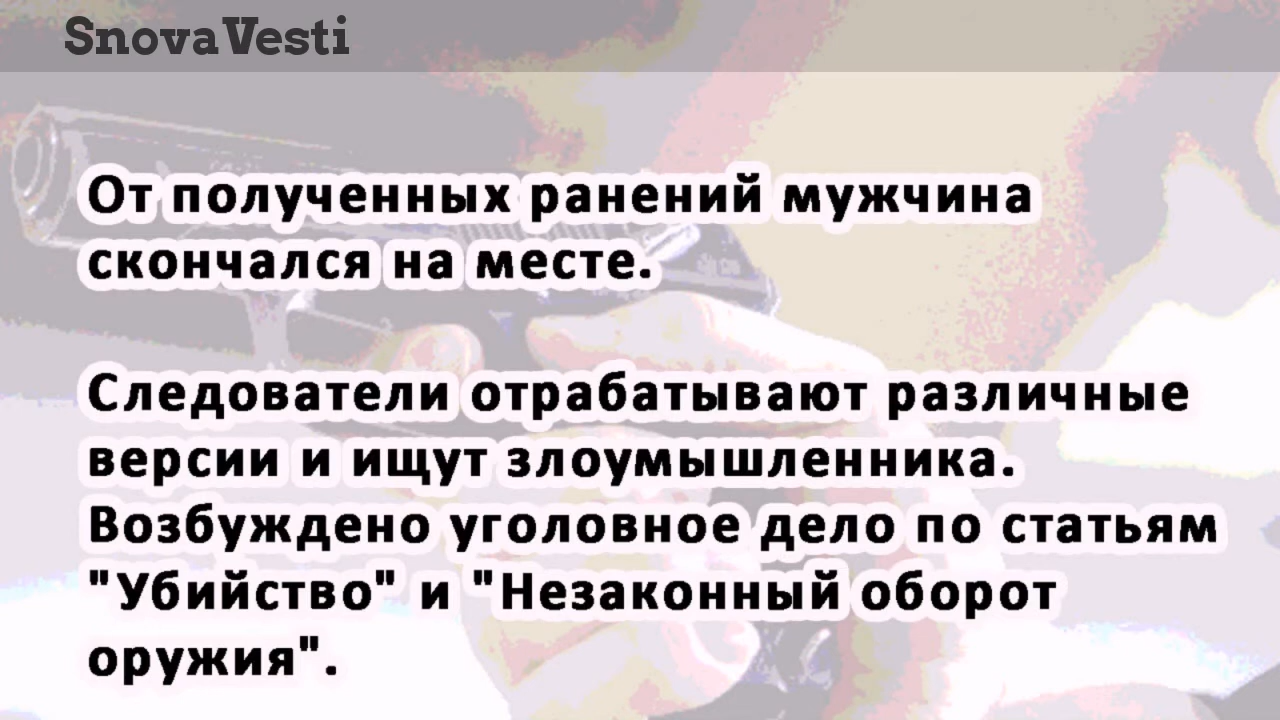 SnovaVesti
От полученных ранений мужчина
скончался на месте.
Следователи отрабатывают различные
версии и ищут злоумышленника.
Возбуждено уголовное дело по статьям
"Убийство" и "Незаконный оборот
оружия".